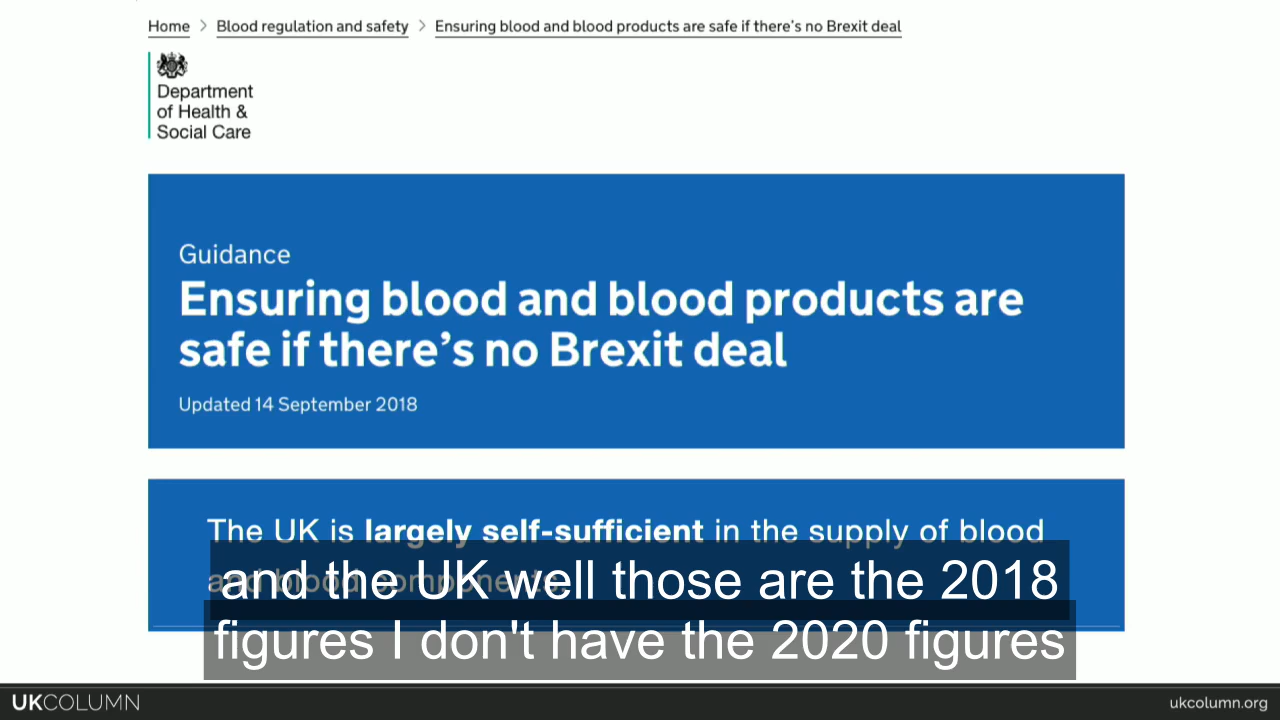 Home > Blood regulation and safety > Ensuring blood and blood products are safe if there's no Brexit deal
Department
of Health &
Social Care
Guidance
Ensuring blood and blood products are
safe if there's no Brexit deal
Updated 14 September 2018
The UK is largely self-sufficient in the supply of blood
and blood components.
and the UK well those are the 2018
figures I don't have the 2020 figures
UKCOLUMN
ukcolumn.org